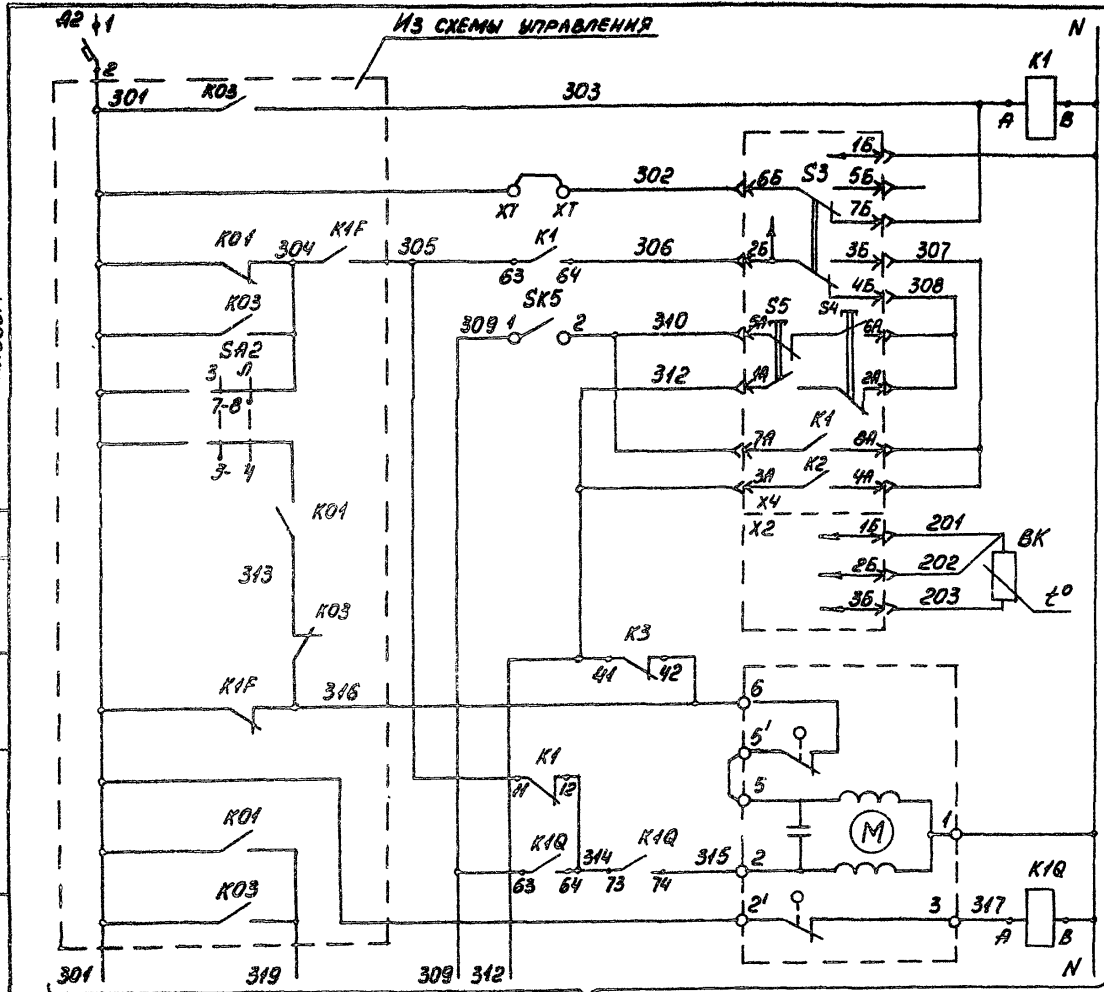 А2 1 Из схемы управления N
2 К1
301 К03 303 А В
1Б
302 6Б S3 5Б
ХТ ХТ 7Б
К01 304 К1F 305 К1 306 2Б 3Б 307
63 64 4Б 308
К03 SK5 S5 S4
309 1 2 310 5А 6А
SA2
3 Л 312 1А 2А
7-8
К1
7А 8А
3- 4 К2
3А 4А
Х4
К01 Х2 1Б 201 ВК
313 2Б 202
3Б 203 t°
К03 К3
41 42
К1F 316 6
5'
К1
11 12 5
М 1
К01 К1Q 314 К1Q 315 2 К1Q
63 64 73 74
К03 2' 3 317 А В
301 319 309 312 N